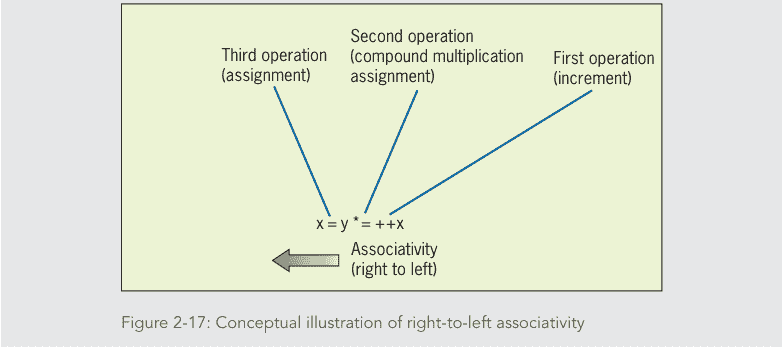 Third operation
(assignment)
Second operation
(compound multiplication
assignment)
First operation
(increment)
x = y *= ++x
Associativity
(right to left)
Figure 2-17: Conceptual illustration of right-to-left associativity